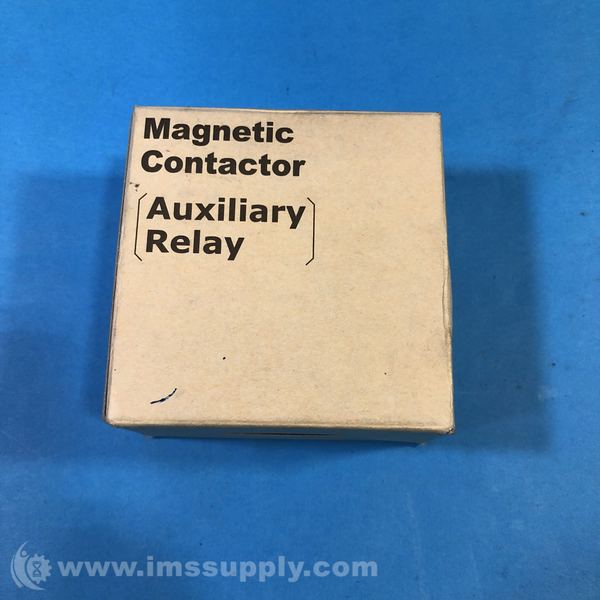 Magnetic
Contactor
[Auxiliary
Relay]
www.imssupply.com